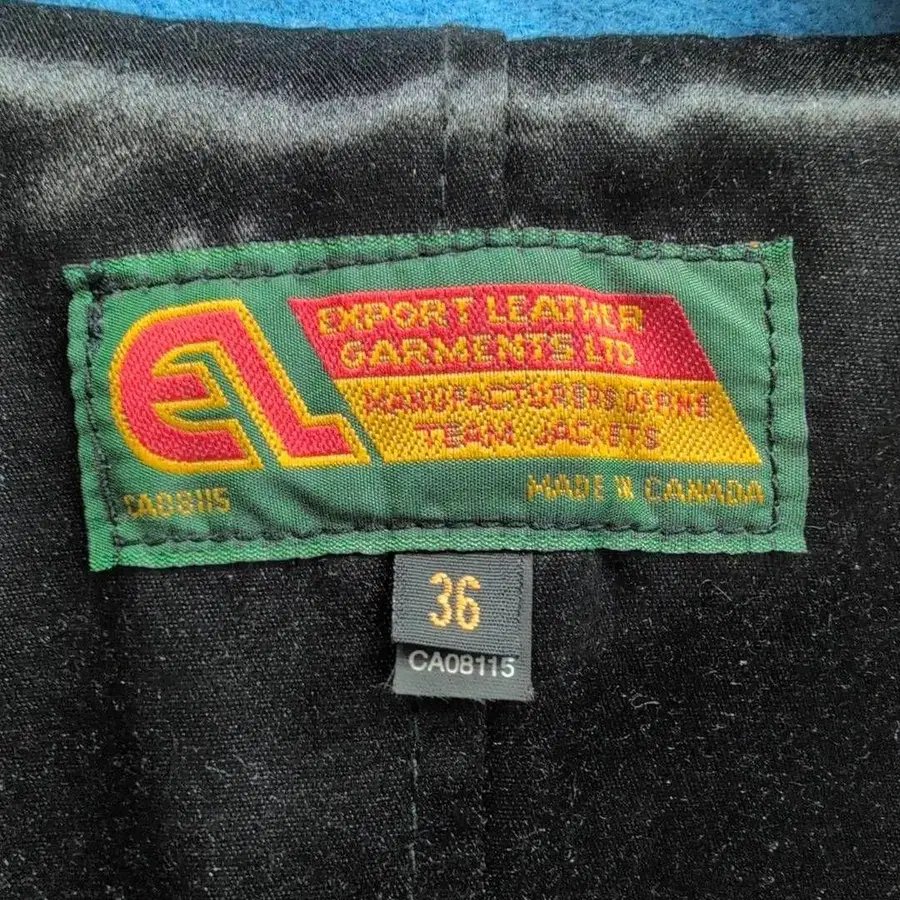 EL
EXPORT LEATHER
GARMENTS LTD.
MANUFACTURERS OF FINE
TEAM JACKETS
CA08115
MADE IN CANADA
36
CA08115